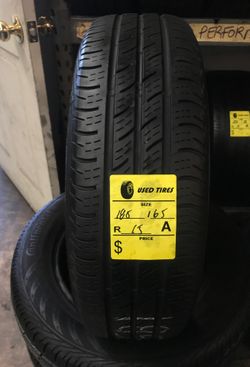 PERFOR
USED TIRES
SIZE
185 165
R 15 A
PRICE
$